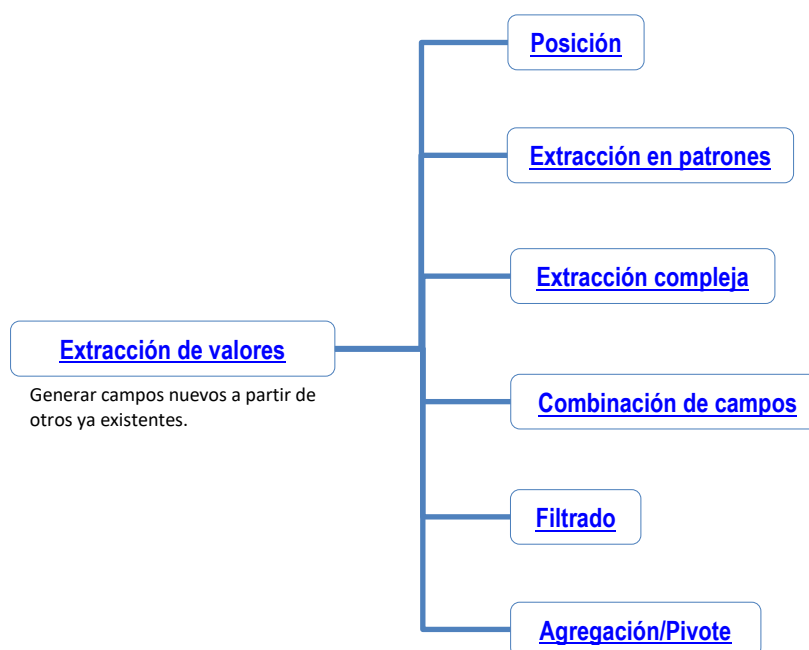 Posición
Extracción en patrones
Extracción compleja
Extracción de valores
Generar campos nuevos a partir de
otros ya existentes.
Combinación de campos
Filtrado
Agregación/Pivote